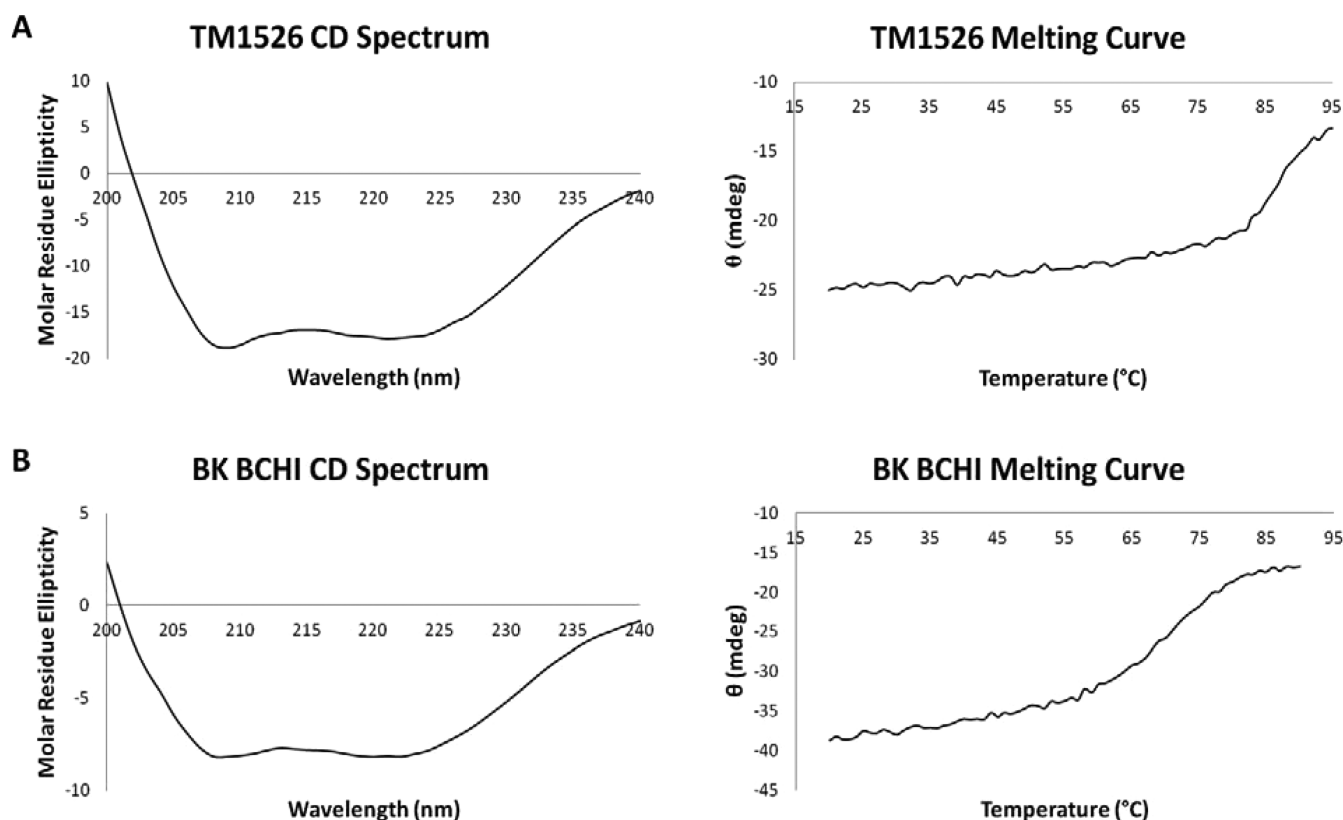 A
TM1526 CD Spectrum
10
5
0
-5
-10
-15
-20
200 205 210 215 220 225 230 235 240
Molar Residue Ellipticity
Wavelength (nm)
TM1526 Melting Curve
-10
15 25 35 45 55 65 75 85 95
-15
-20
-25
-30
θ (mdeg)
Temperature (°C)
B
BK BCHI CD Spectrum
5
0
200 205 210 215 220 225 230 235 240
-5
-10
Molar Residue Ellipticity
Wavelength (nm)
BK BCHI Melting Curve
-10
15 25 35 45 55 65 75 85 95
-15
-20
-25
-30
-35
-40
-45
θ (mdeg)
Temperature (°C)